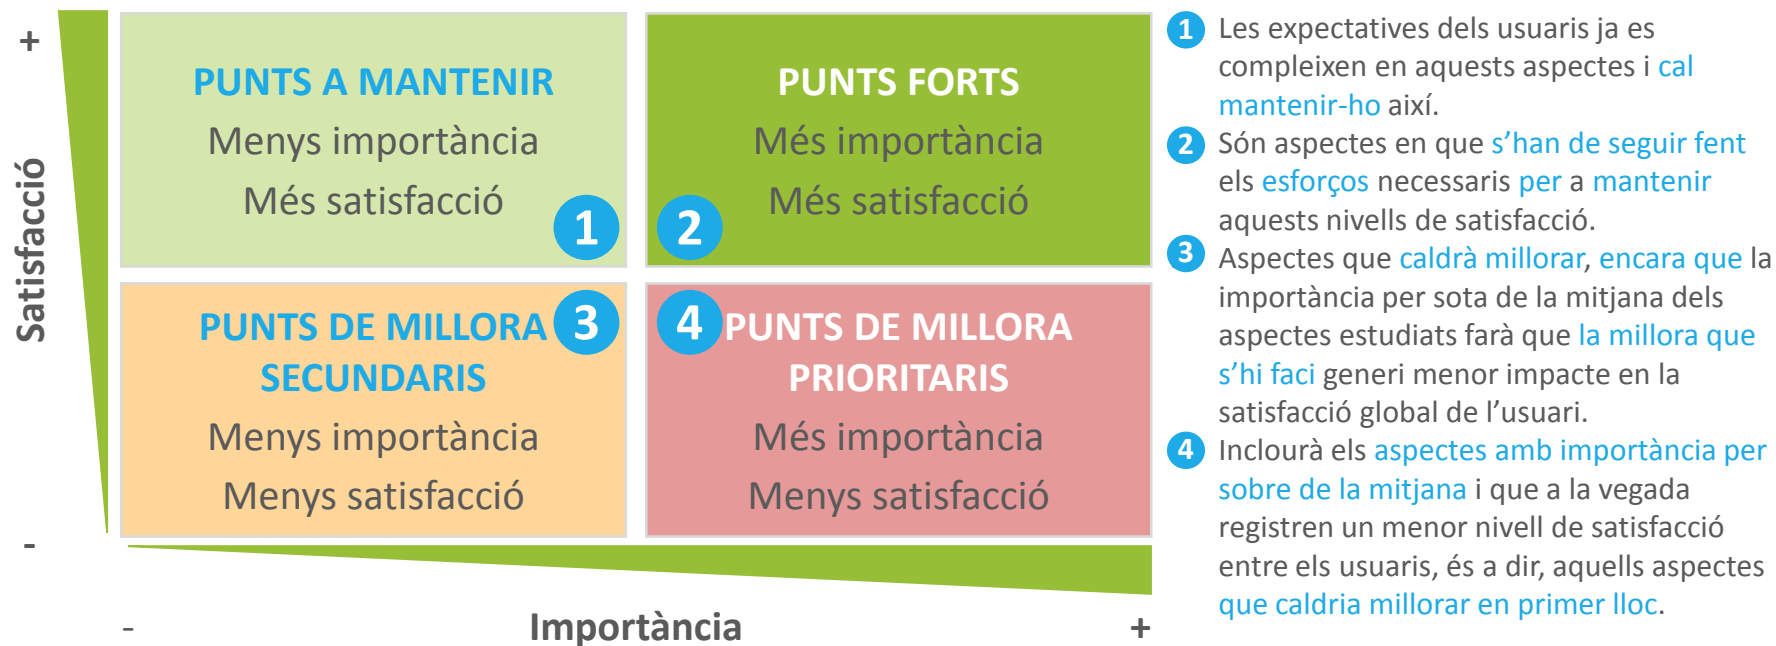 +
Satisfacció
-
PUNTS A MANTENIR
Menys importància
Més satisfacció
1
PUNTS FORTS
Més importància
Més satisfacció
2
PUNTS DE MILLORA
SECUNDARIS
Menys importància
Menys satisfacció
3
4
PUNTS DE MILLORA
PRIORITARIS
Més importància
Menys satisfacció
-
Importància
+
1 Les expectatives dels usuaris ja es
compleixen en aquests aspectes i cal
mantenir-ho així.
2 Són aspectes en que s’han de seguir fent
els esforços necessaris per a mantenir
aquests nivells de satisfacció.
3 Aspectes que caldrà millorar, encara que la
importància per sota de la mitjana dels
aspectes estudiats farà que la millora que
s’hi faci generi menor impacte en la
satisfacció global de l’usuari.
4 Inclourà els aspectes amb importància per
sobre de la mitjana i que a la vegada
registren un menor nivell de satisfacció
entre els usuaris, és a dir, aquells aspectes
que caldria millorar en primer lloc.